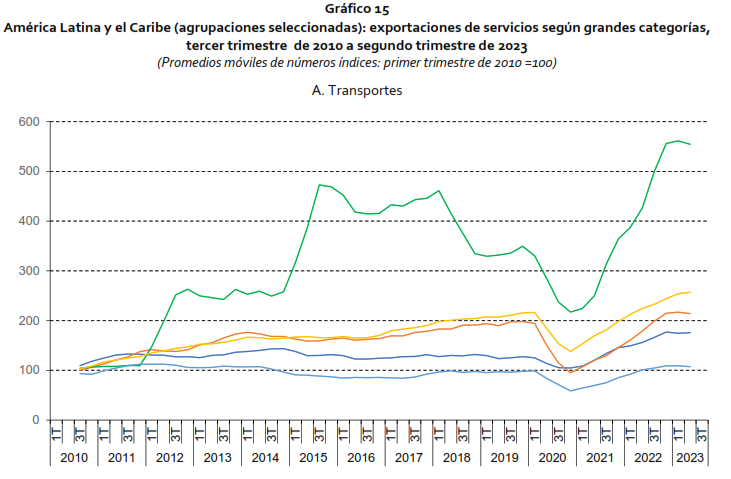 Gráfico 15
América Latina y el Caribe (agrupaciones seleccionadas): exportaciones de servicios según grandes categorías,
tercer trimestre de 2010 a segundo trimestre de 2023
(Promedios móviles de números índices: primer trimestre de 2010 =100)
A. Transportes
600
500
400
300
200
100
0
1T 3T 1T 3T 1T 3T 1T 3T 1T 3T 1T 3T 1T 3T 1T 3T 1T 3T 1T 3T 1T 3T 1T 3T 1T 3T 1T 3T
2010 2011 2012 2013 2014 2015 2016 2017 2018 2019 2020 2021 2022 2023